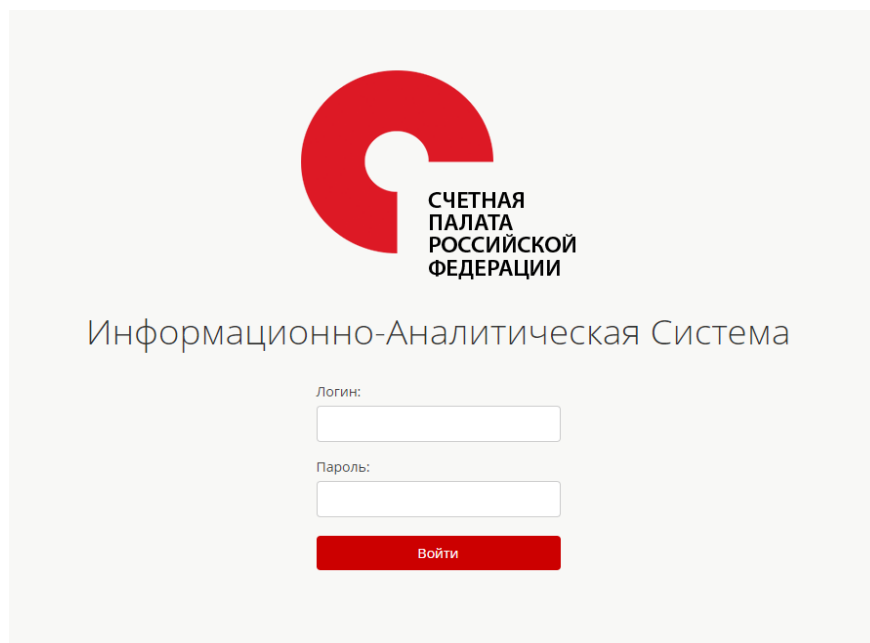 СЧЕТНАЯ
ПАЛАТА
РОССИЙСКОЙ
ФЕДЕРАЦИИ
Информационно-Аналитическая Система
Логин:
Пароль:
Войти